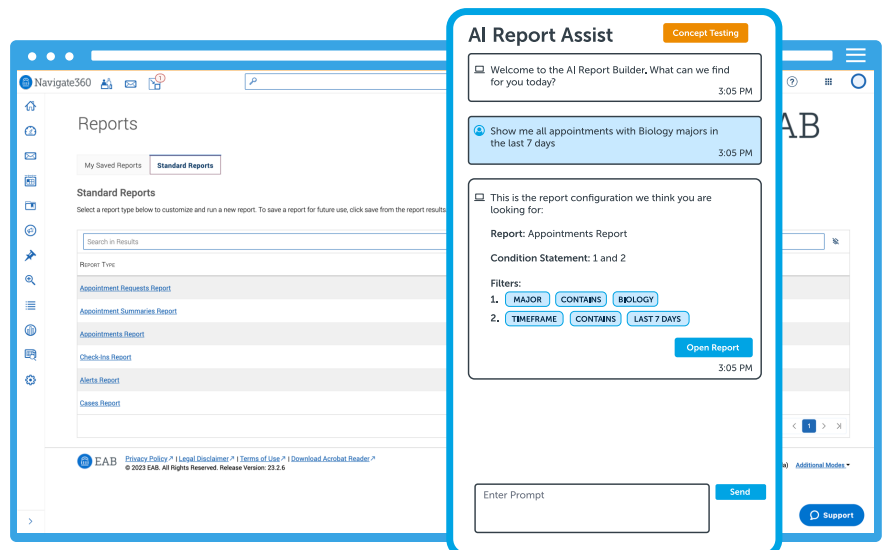 AI Report Assist
Concept Testing
Welcome to the AI Report Builder. What can we find
for you today?
3:05 PM
Show me all appointments with Biology majors in
the last 7 days
3:05 PM
This is the report configuration we think you are
looking for:
Report: Appointments Report
Condition Statement: 1 and 2
Filters:
1. MAJOR CONTAINS BIOLOGY
2. TIMEFRAME CONTAINS LAST 7 DAYS
Open Report
3:05 PM
Enter Prompt
Send
Navigate360
1
?
Reports
EAB
My Saved Reports
Standard Reports
Standard Reports
Select a report type below to customize and run a new report. To save a report for future use, click save from the report results
Search in Results
Report Type
Appointment Requests Report
Appointment Summaries Report
Appointments Report
Check-Ins Report
Alerts Report
Cases Report
1
EAB
Privacy Policy | Legal Disclaimer | Terms of Use | Download Acrobat Reader
© 2023 EAB. All Rights Reserved. Release Version: 23.2.6
a) Additional Modes
Support